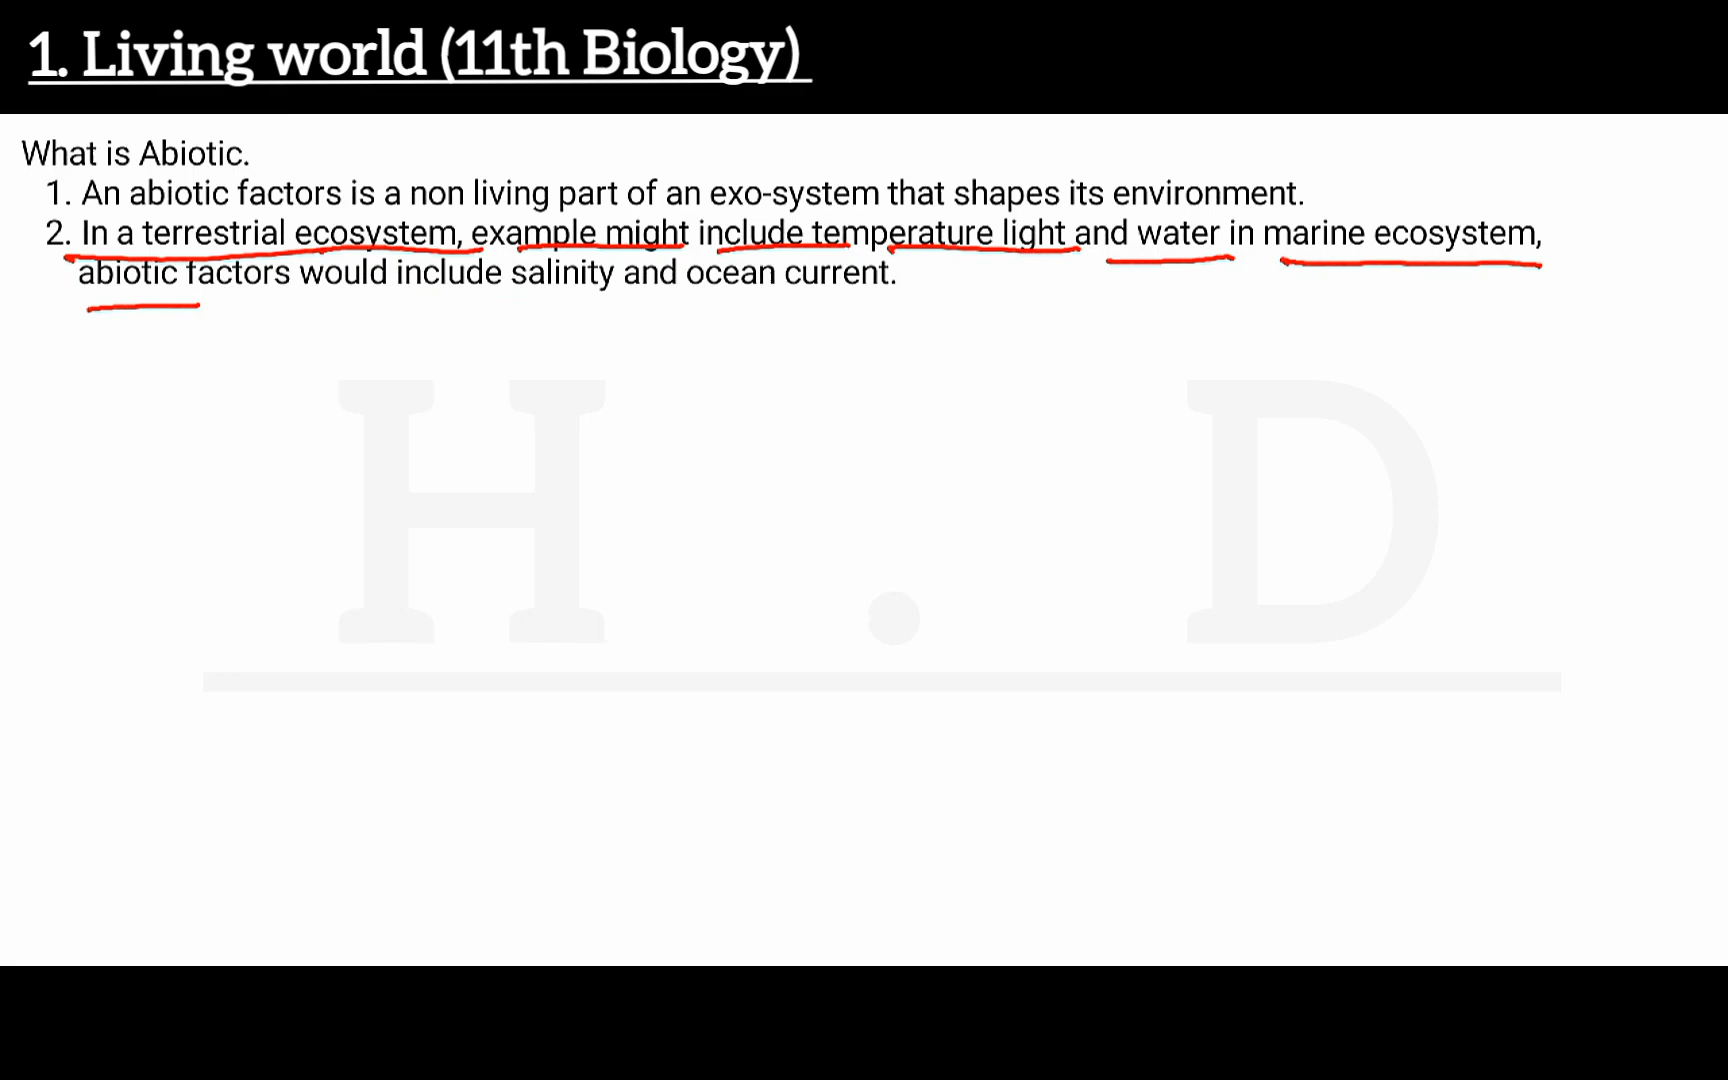 1. Living world (11th Biology)
What is Abiotic.
1. An abiotic factors is a non living part of an exo-system that shapes its environment.
2. In a terrestrial ecosystem, example might include temperature light and water in marine ecosystem,
abiotic factors would include salinity and ocean current.
H . D